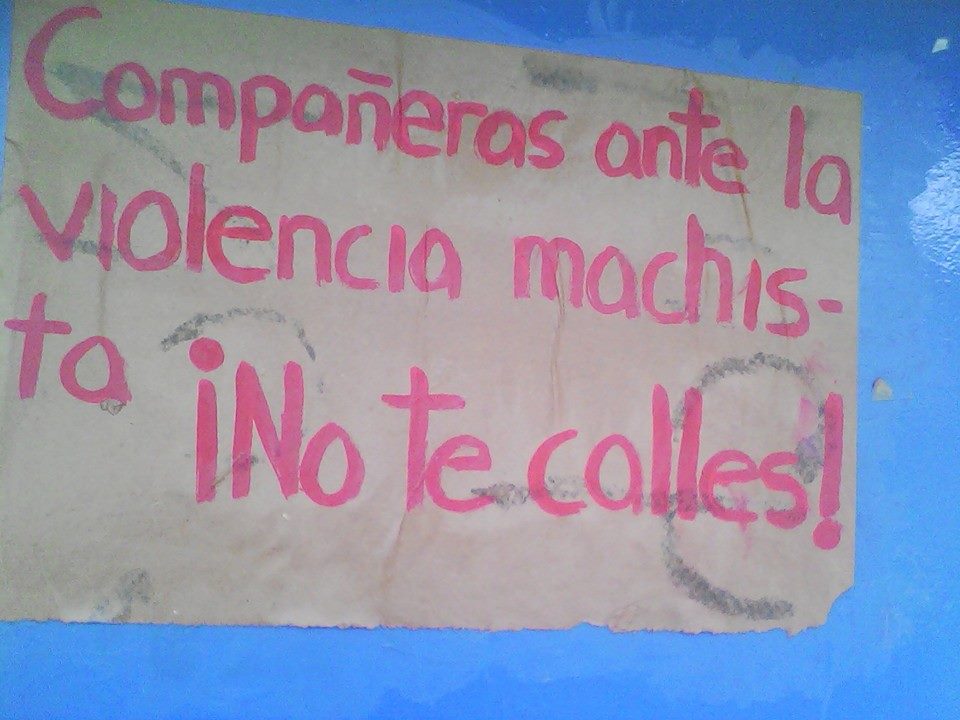 Compañeras ante la
violencia machis-
ta ¡No te calles!